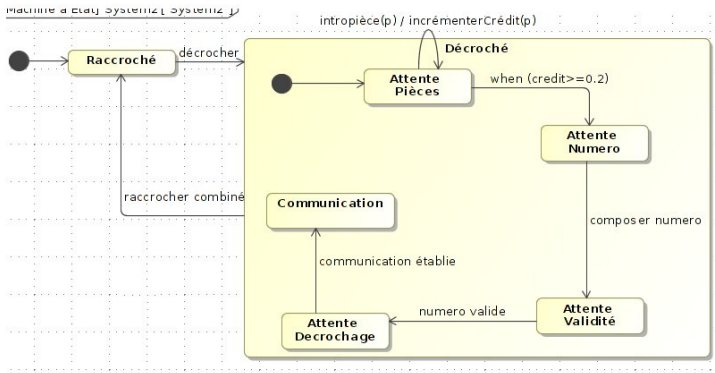 Machine à Etat[ System2 [ System2 ]
intropièce(p) / incrémenterCrédit(p)
Raccroché
décrocher
Décroché
Attente
Pièces
when (credit>=0.2)
Attente
Numero
raccrocher combiné
Communication
composer numero
communication établie
numero valide
Attente
Decrochage
Attente
Validité